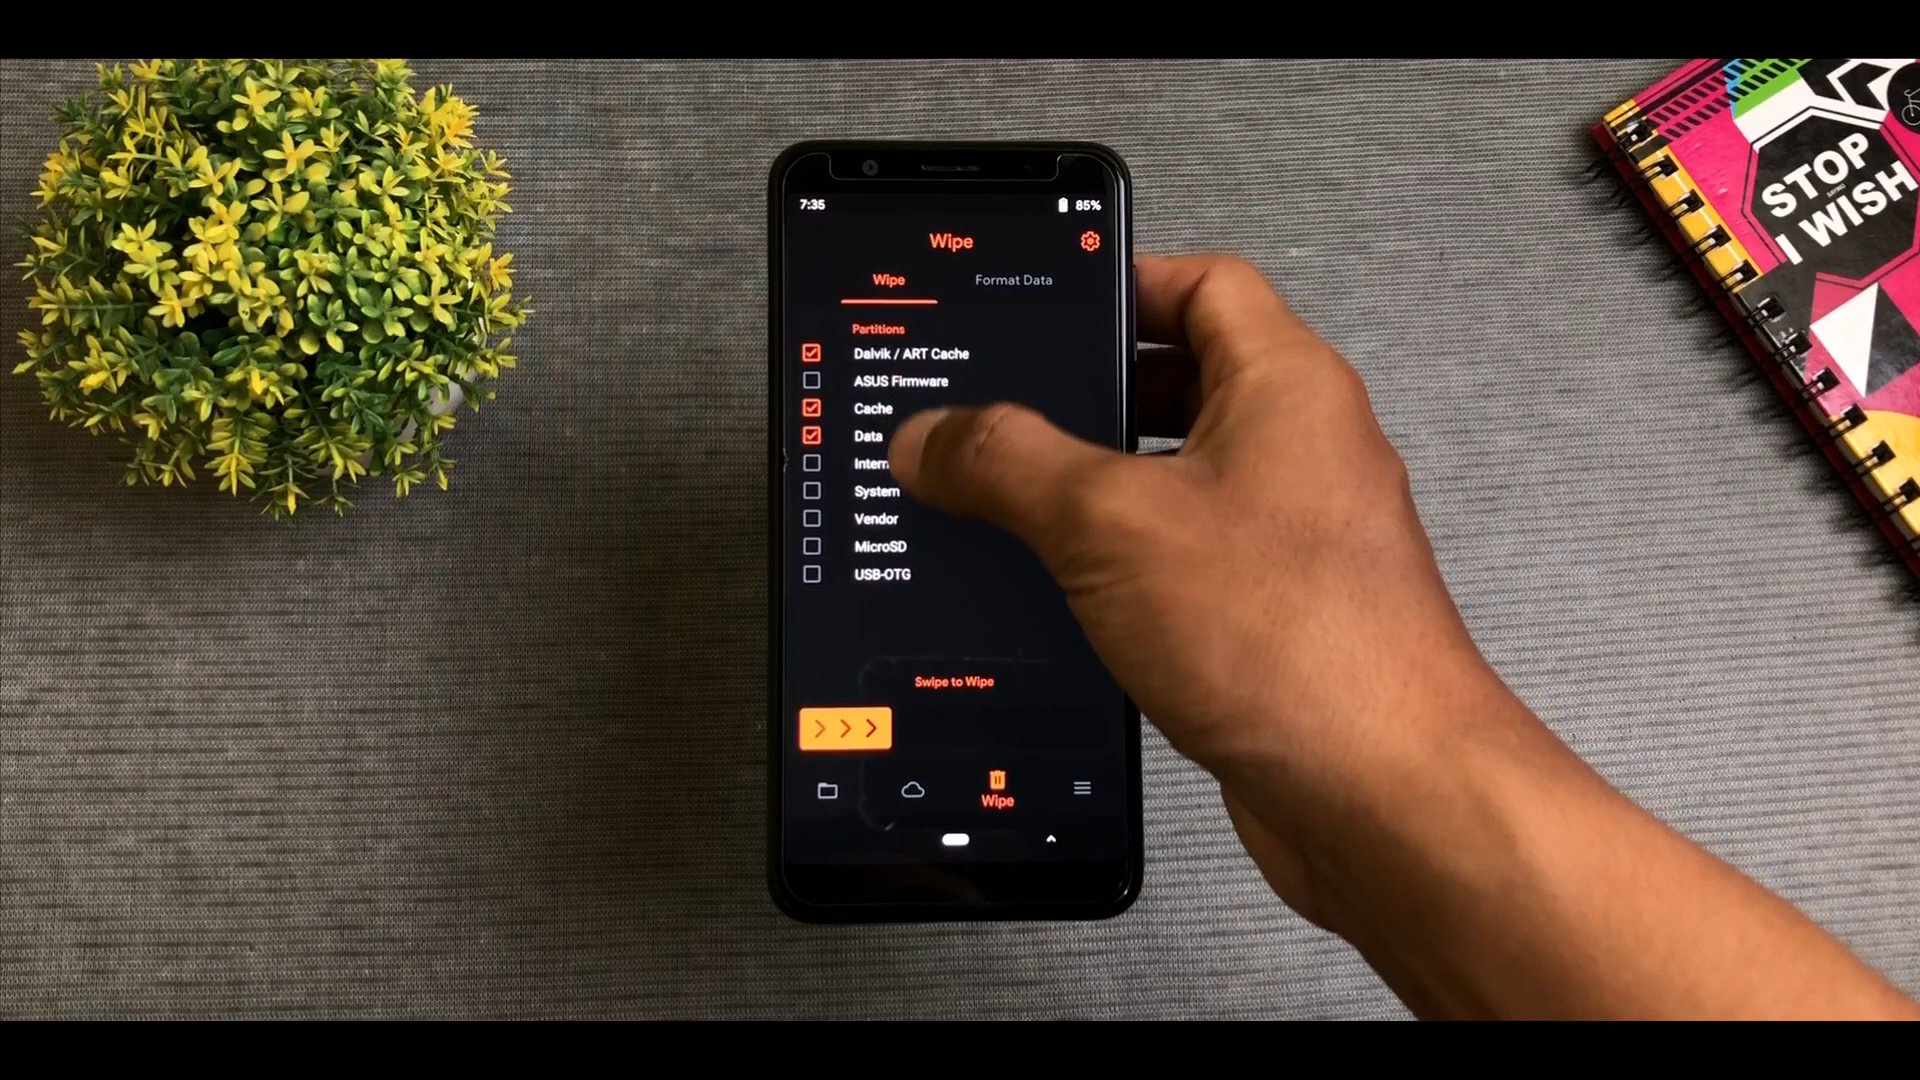 7:35
85%
Wipe
Wipe
Format Data
Partitions
Dalvik / ART Cache
ASUS Firmware
Cache
Data
Intern
System
Vendor
MicroSD
USB-OTG
Swipe to Wipe
Wipe
STOP
I WISH